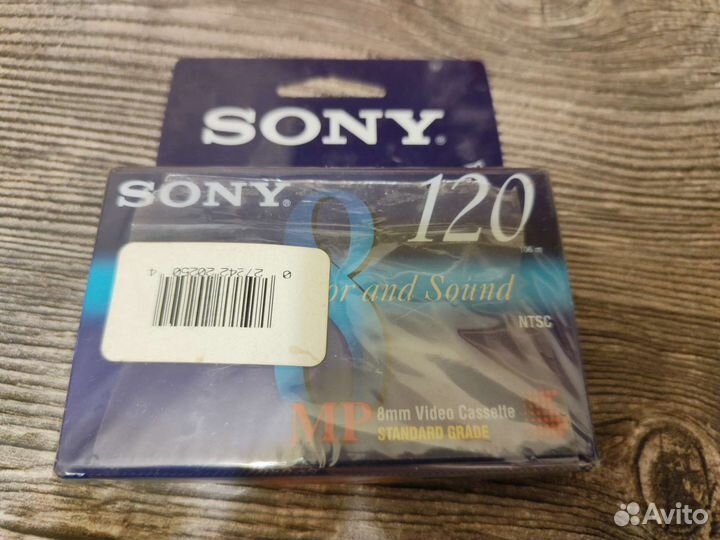 SONY
SONY
120
106 m
8
or and Sound
NTSC
MP
8mm Video Cassette
STANDARD GRADE
0 27242 20250 4
Avito